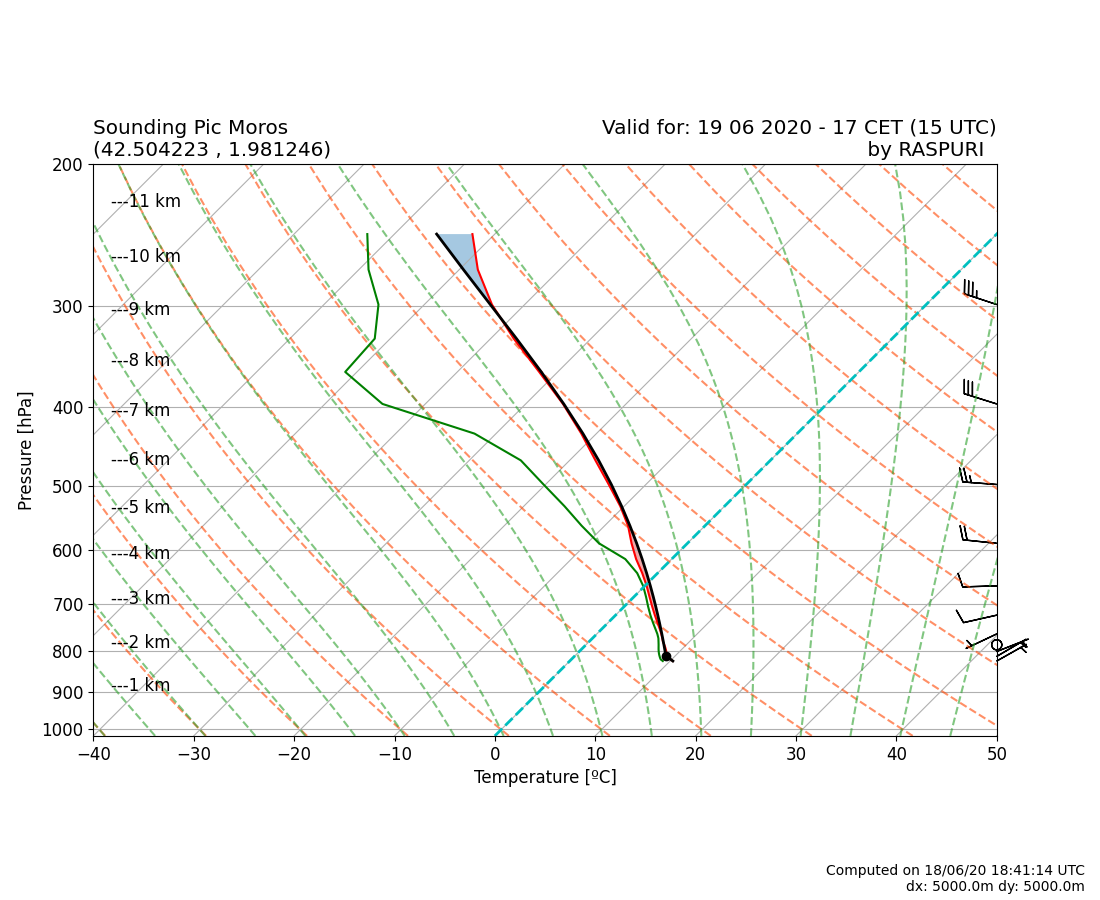 Sounding Pic Moros
(42.504223 , 1.981246)
Valid for: 19 06 2020 - 17 CET (15 UTC)
by RASPURI
200
300
400
500
600
700
800
900
1000
Pressure [hPa]
---11 km
---10 km
---9 km
---8 km
---7 km
---6 km
---5 km
---4 km
---3 km
---2 km
---1 km
−40 −30 −20 −10 0 10 20 30 40 50
Temperature [ºC]
Computed on 18/06/20 18:41:14 UTC
dx: 5000.0m dy: 5000.0m